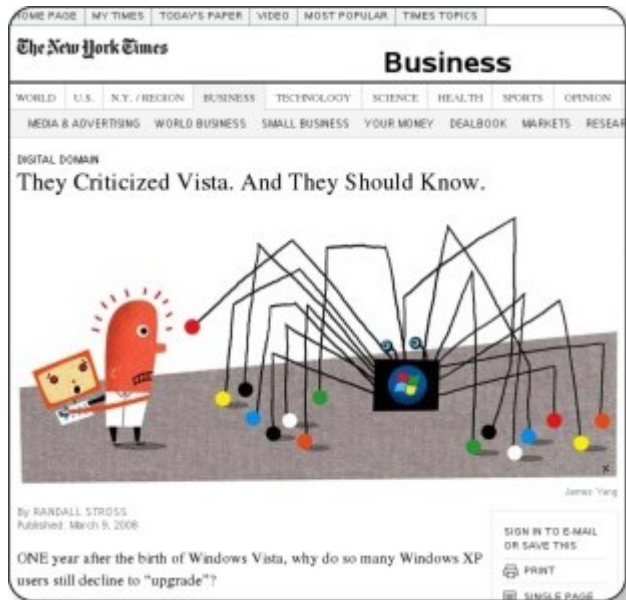 HOME PAGE MY TIMES TODAY'S PAPER VIDEO MOST POPULAR TIMES TOPICS
The New York Times
Business
WORLD U.S. N.Y. / REGION BUSINESS TECHNOLOGY SCIENCE HEALTH SPORTS OPINION
MEDIA & ADVERTISING WORLD BUSINESS SMALL BUSINESS YOUR MONEY DEALBOOK MARKETS RESEAR
DIGITAL DOMAIN
They Criticized Vista. And They Should Know.
James Yang
By RANDALL STROSS
Published: March 9, 2008
SIGN IN TO E-MAIL
OR SAVE THIS
PRINT
SINGLE PAGE
ONE year after the birth of Windows Vista, why do so many Windows XP
users still decline to “upgrade”?